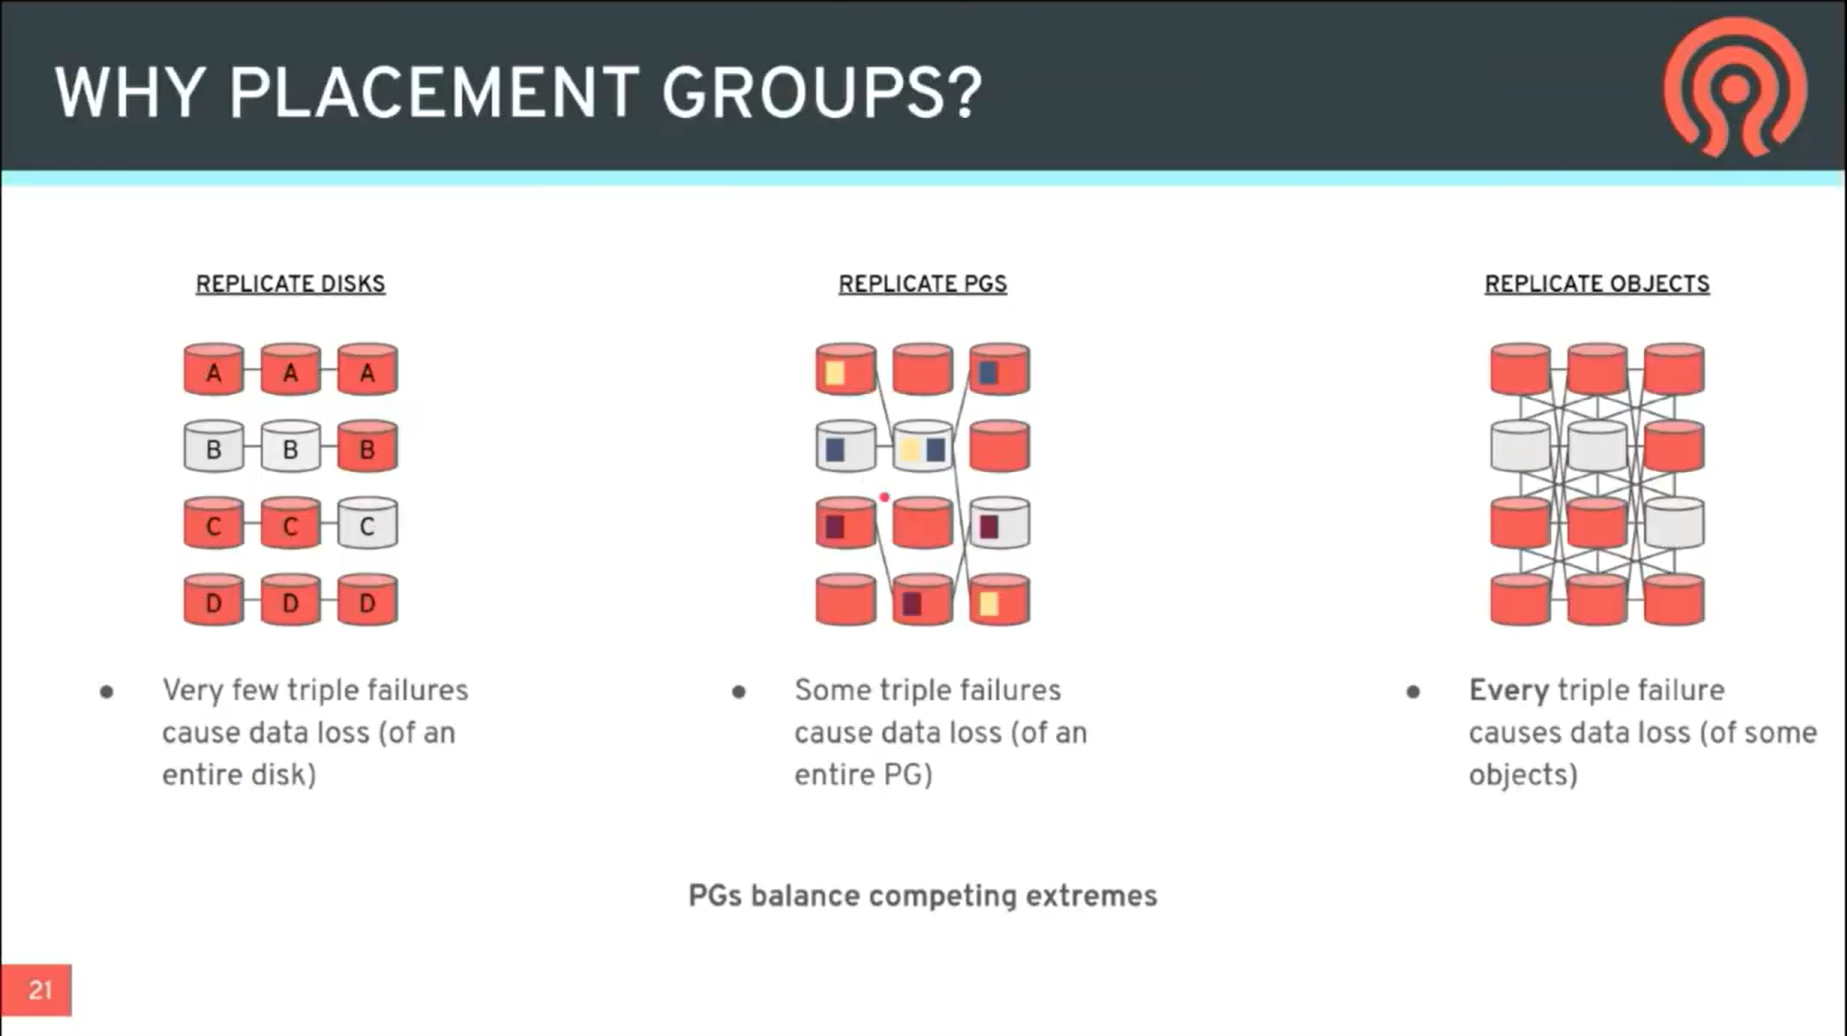 WHY PLACEMENT GROUPS?
REPLICATE DISKS
A A A
B B B
C C C
D D D
● Very few triple failures
cause data loss (of an
entire disk)
REPLICATE PGS
● Some triple failures
cause data loss (of an
entire PG)
REPLICATE OBJECTS
● Every triple failure
causes data loss (of some
objects)
PGs balance competing extremes
21